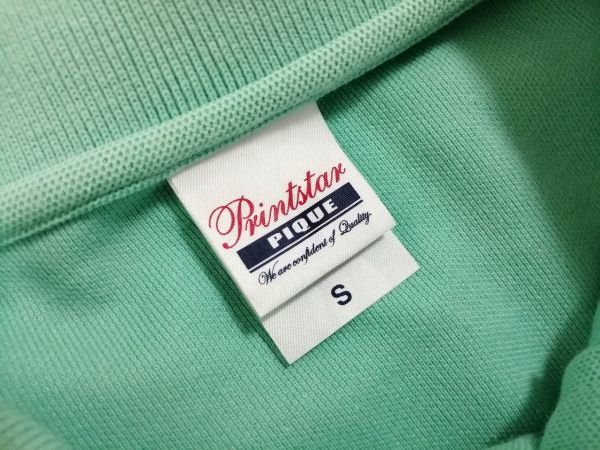 Printstar
PIQUE
We are confident of Quality.
S